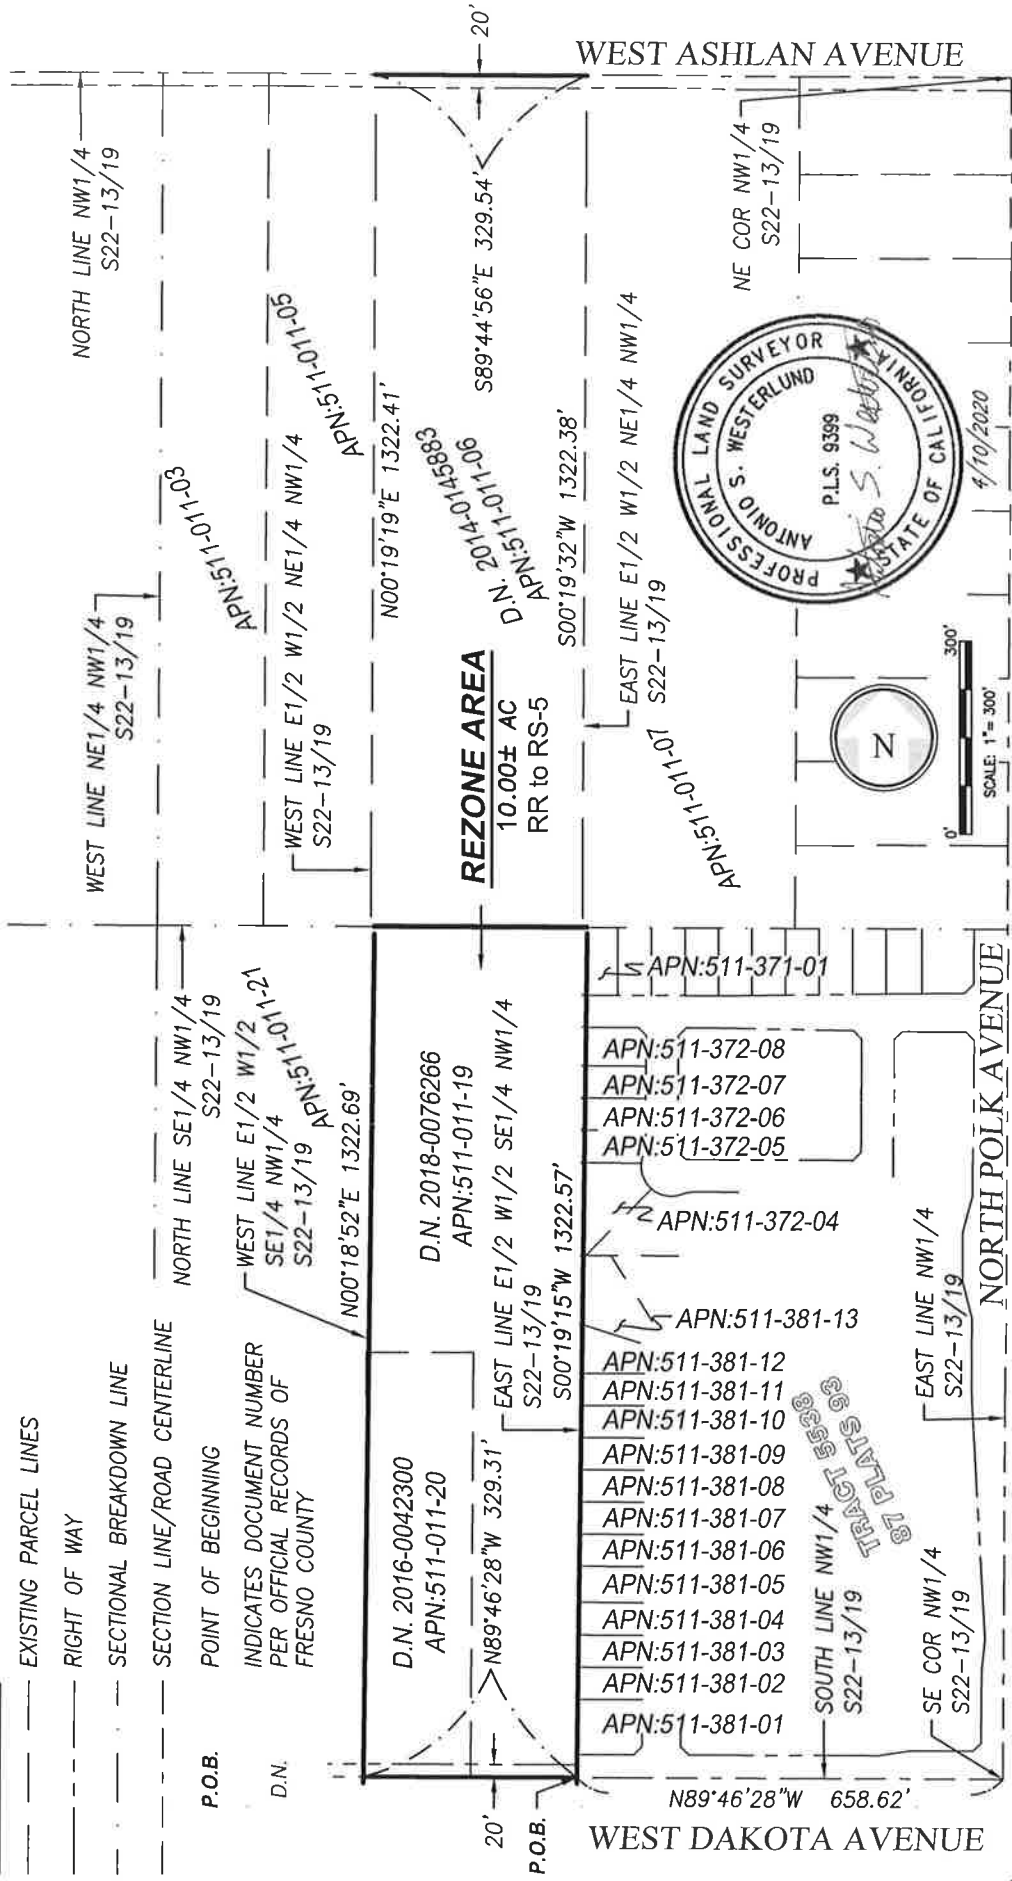 EXISTING PARCEL LINES
RIGHT OF WAY
SECTIONAL BREAKDOWN LINE
SECTION LINE/ROAD CENTERLINE
P.O.B. POINT OF BEGINNING
D.N. INDICATES DOCUMENT NUMBER
PER OFFICIAL RECORDS OF
FRESNO COUNTY
NORTH LINE NW1/4
S22-13/19
WEST LINE NE1/4 NW1/4
S22-13/19
APN:511-011-03
APN:511-011-05
WEST LINE E1/2 W1/2 NE1/4 NW1/4
S22-13/19
NORTH LINE SE1/4 NW1/4
S22-13/19
WEST LINE E1/2 W1/2
SE1/4 NW1/4
S22-13/19
APN:511-011-21
N00°18'52"E 1322.69'
N00°19'19"E 1322.41'
20'
WEST ASHLAN AVENUE
S89°44'56"E 329.54'
D.N. 2014-0145883
APN:511-011-06
S00°19'32"W 1322.38'
REZONE AREA
10.00± AC
RR to RS-5
EAST LINE E1/2 W1/2 NE1/4 NW1/4
S22-13/19
APN:511-011-07
NE COR NW1/4
S22-13/19
D.N. 2016-0042300
APN:511-011-20
D.N. 2018-0076266
APN:511-011-19
N89°46'28"W 329.31'
EAST LINE E1/2 W1/2 SE1/4 NW1/4
S22-13/19
S00°19'15"W 1322.57'
20'
P.O.B.
WEST DAKOTA AVENUE
N89°46'28"W 658.62'
APN:511-381-01
APN:511-381-02
APN:511-381-03
APN:511-381-04
APN:511-381-05
APN:511-381-06
APN:511-381-07
APN:511-381-08
APN:511-381-09
APN:511-381-10
APN:511-381-11
APN:511-381-12
APN:511-381-13
APN:511-372-04
APN:511-372-05
APN:511-372-06
APN:511-372-07
APN:511-372-08
APN:511-371-01
SOUTH LINE NW1/4
S22-13/19
TRACT 5538
87 PLATS 93
SE COR NW1/4
S22-13/19
EAST LINE NW1/4
S22-13/19
NORTH POLK AVENUE
N
0' 300'
SCALE: 1"= 300'
PROFESSIONAL LAND SURVEYOR
ANTONIO S. WESTERLUND
P.L.S. 9399
STATE OF CALIFORNIA
4/10/2020